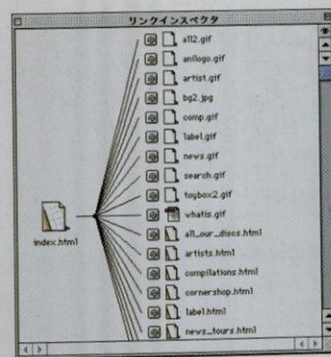 リンクインスペクタ
all2.gif
anilogo.gif
artist.gif
bg2.jpg
comp.gif
label.gif
news.gif
search.gif
toybox2.gif
whatis.gif
index.html
all_our_discs.html
artists.html
compilations.html
cornershop.html
label.html
news_tours.html